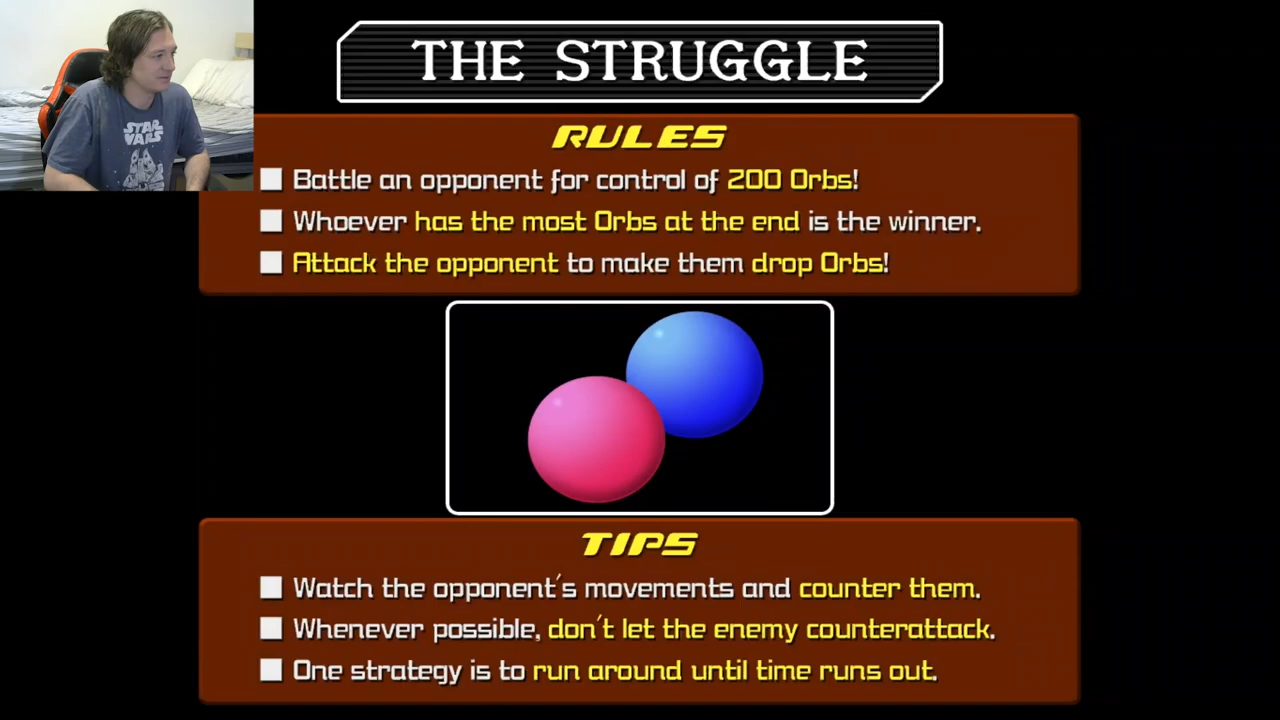 THE STRUGGLE
STAR
WARS
RULES
Battle an opponent for control of 200 Orbs!
Whoever has the most Orbs at the end is the winner.
Attack the opponent to make them drop Orbs!
TIPS
Watch the opponent's movements and counter them.
Whenever possible, don't let the enemy counterattack.
One strategy is to run around until time runs out.